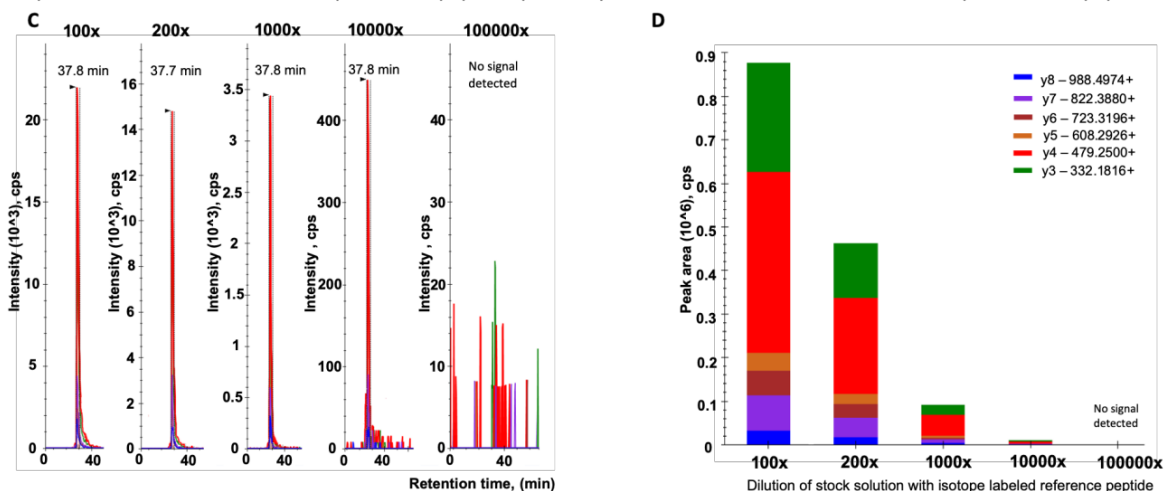 C
100x
200x
1000x
10000x
100000x
37.8 min
37.7 min
37.8 min
37.8 min
No signal
detected
Intensity (10^3), cps
20
15
10
5
0
Intensity (10^3), cps
16
14
12
10
8
6
4
2
0
Intensity (10^3), cps
3.5
3
2.5
2
1.5
1
0.5
0
Intensity , cps
400
300
200
100
0
Intensity , cps
40
30
20
10
0
0 40
0 40
0 40
0 40
0 40
Retention time, (min)
D
Peak area (10^6), cps
0.9
0.8
0.7
0.6
0.5
0.4
0.3
0.2
0.1
0
y8 – 988.4974+
y7 – 822.3880+
y6 – 723.3196+
y5 – 608.2926+
y4 – 479.2500+
y3 – 332.1816+
No signal
detected
100x 200x 1000x 10000x 100000x
Dilution of stock solution with isotope labeled reference peptide